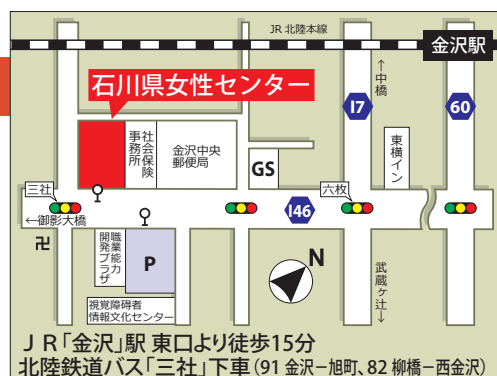 JR 北陸本線
金沢駅
石川県女性センター
↑中橋
17
60
社会保険
事務所
金沢中央
郵便局
GS
東横イン
三社
六枚
←御影大橋
146
卍
職業能力
開発プラザ
P
N
武蔵ヶ辻→
視覚障碍者
情報文化センター
JR「金沢」駅 東口より徒歩15分
北陸鉄道バス「三社」下車(91 金沢−旭町、82 柳橋−西金沢)